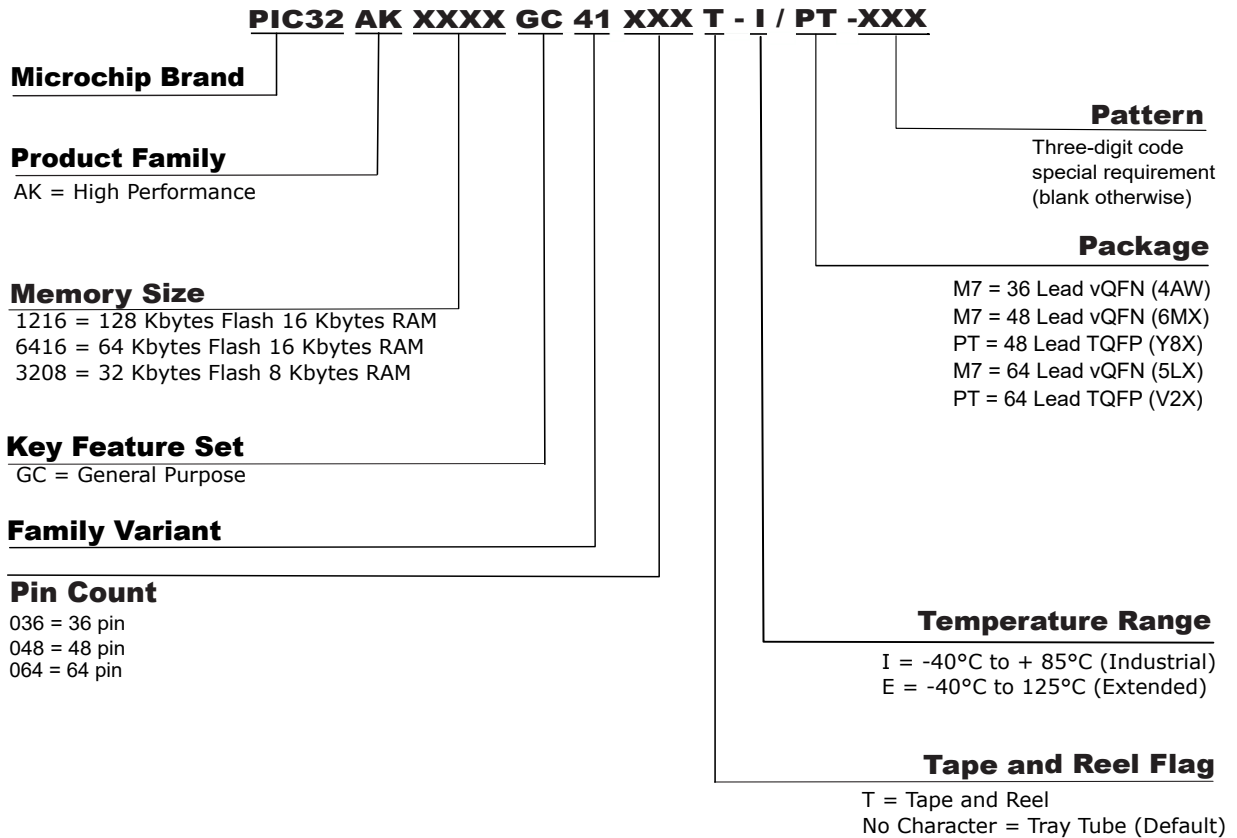 PIC32 AK XXXX GC 41 XXX T - I / PT -XXX
Microchip Brand
Product Family
AK = High Performance
Memory Size
1216 = 128 Kbytes Flash 16 Kbytes RAM
6416 = 64 Kbytes Flash 16 Kbytes RAM
3208 = 32 Kbytes Flash 8 Kbytes RAM
Key Feature Set
GC = General Purpose
Family Variant
Pin Count
036 = 36 pin
048 = 48 pin
064 = 64 pin
Pattern
Three-digit code
special requirement
(blank otherwise)
Package
M7 = 36 Lead vQFN (4AW)
M7 = 48 Lead vQFN (6MX)
PT = 48 Lead TQFP (Y8X)
M7 = 64 Lead vQFN (5LX)
PT = 64 Lead TQFP (V2X)
Temperature Range
I = -40°C to + 85°C (Industrial)
E = -40°C to 125°C (Extended)
Tape and Reel Flag
T = Tape and Reel
No Character = Tray Tube (Default)